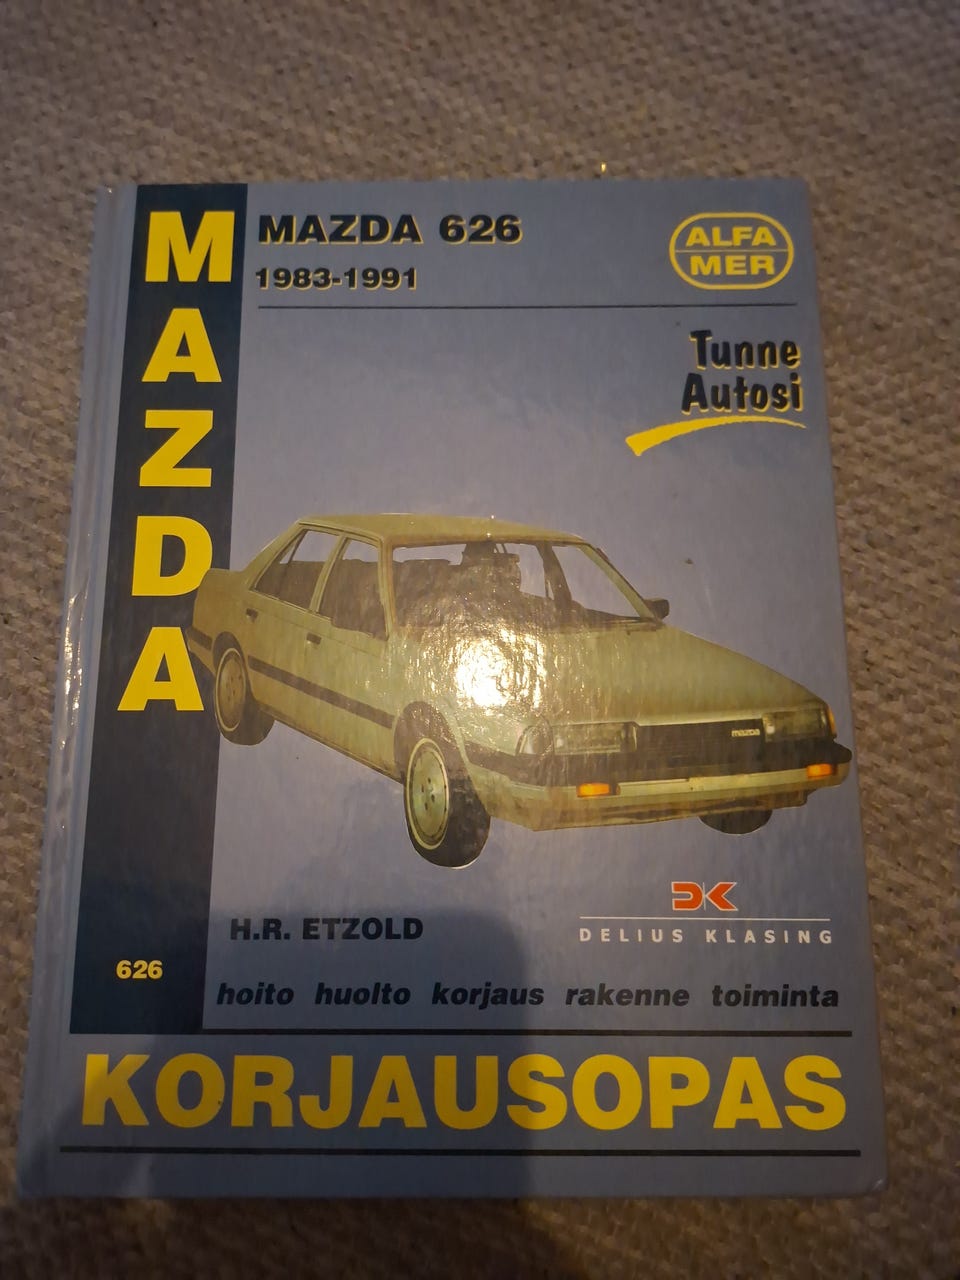 MAZDA
MAZDA 626
1983-1991
ALFA
MER
Tunne
Autosi
mazda
H.R. ETZOLD
DK
DELIUS KLASING
626
hoito huolto korjaus rakenne toiminta
KORJAUSOPAS